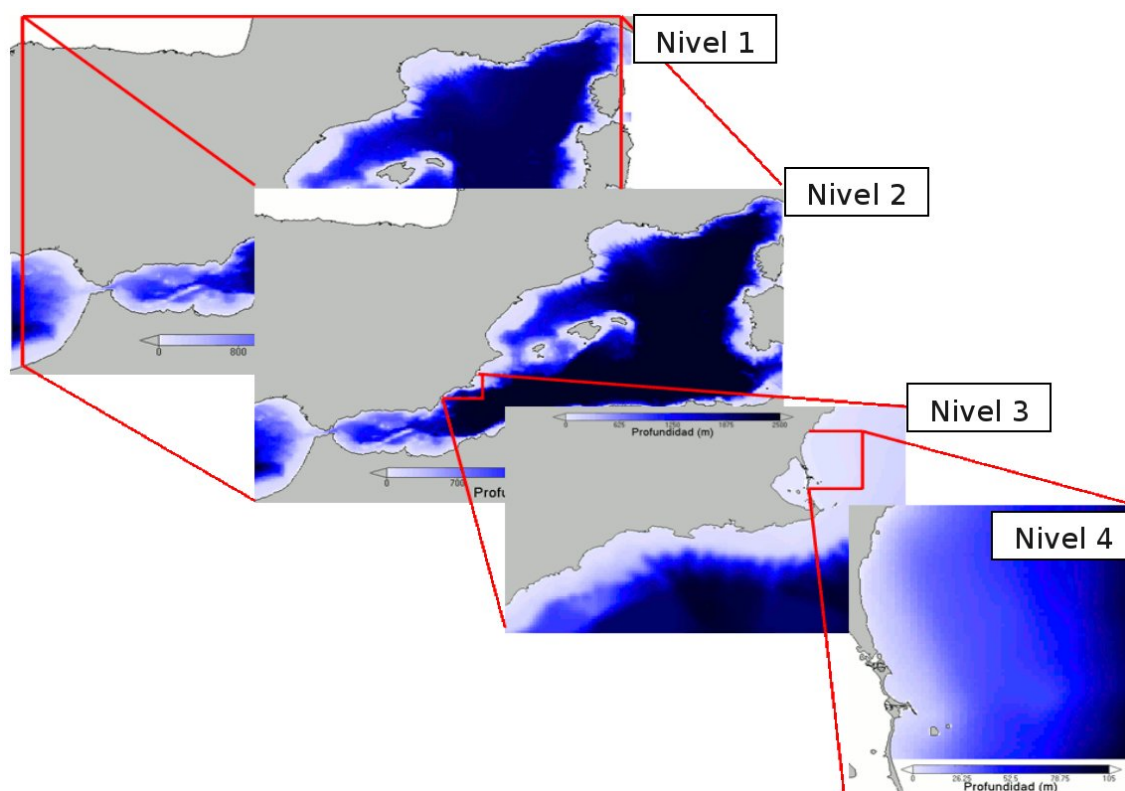 Nivel 1
Nivel 2
0 800
0 700
Profu
Nivel 3
0 625 1250 1875 2500
Profundidad (m)
Nivel 4
0 26.25 52.5 78.75 105
Profundidad (m)